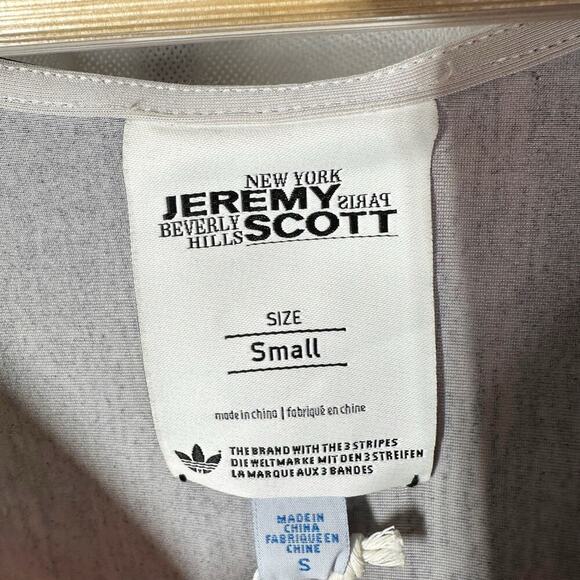 NEW YORK
JEREMY PARIS
BEVERLY HILLS SCOTT
SIZE
Small
made in china | fabriqué en chine
THE BRAND WITH THE 3 STRIPES
DIE WELTMARKE MIT DEN 3 STREIFEN
LA MARQUE AUX 3 BANDES
MADE IN
CHINA
FABRIQUE EN
CHINE
S